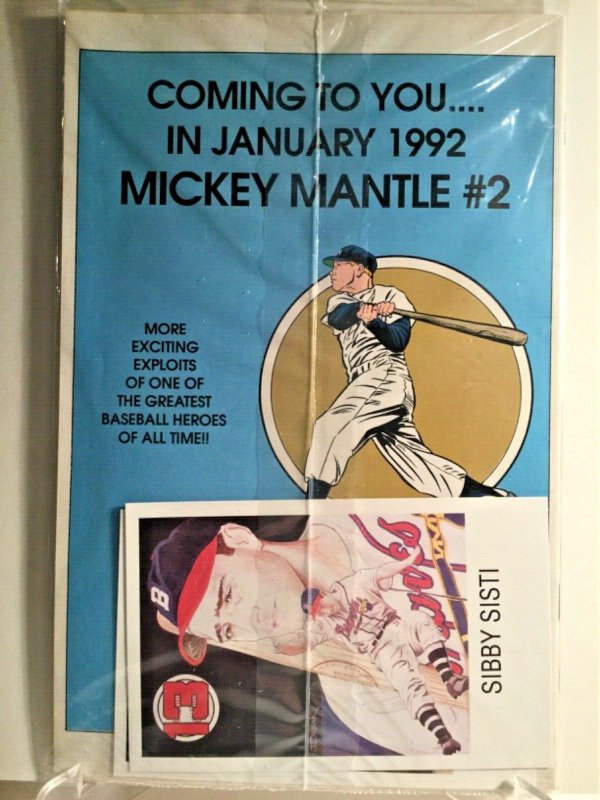 COMING TO YOU....
IN JANUARY 1992
MICKEY MANTLE #2
MORE
EXCITING
EXPLOITS
OF ONE OF
THE GREATEST
BASEBALL HEROES
OF ALL TIME!!
B
13
SIBBY SISTI